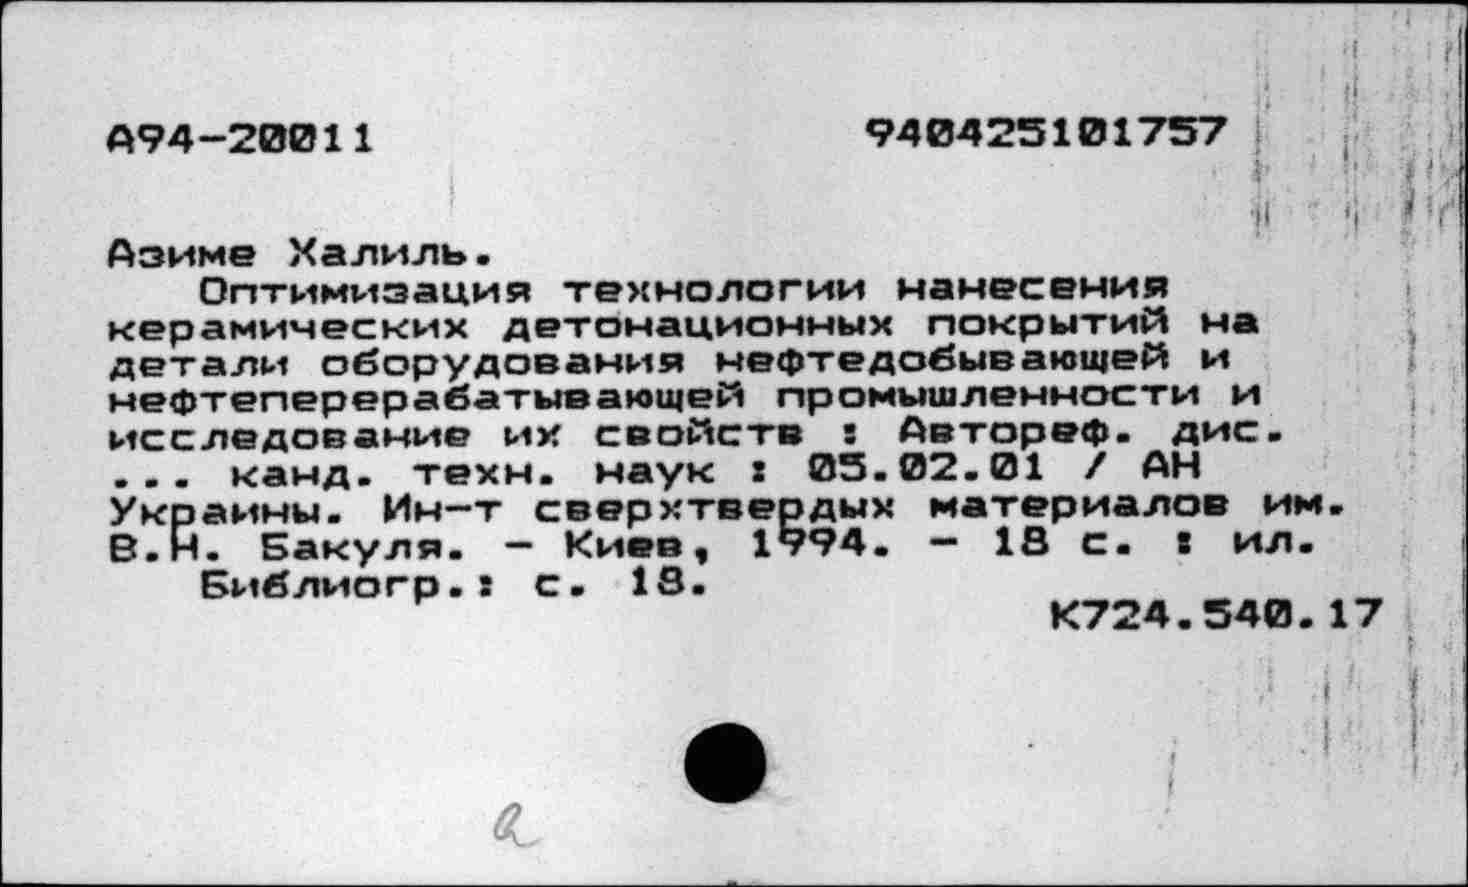 А94-20011 940425101757
Азиме Халиль.
Оптимизация технологии нанесения
керамических детонационных покрытий на
детали оборудования нефтедобывающей и
нефтеперерабатывающей промышленности и
исследование их свойств : Автореф. дис.
... канд. техн. наук : 05.02.01 / АН
Украины. Ин-т сверхтвердых материалов им.
В.Н. Бакуля. - Киев, 1994. - 18 с. : ил.
Библиогр.: с. 18.
К724.540.17
а